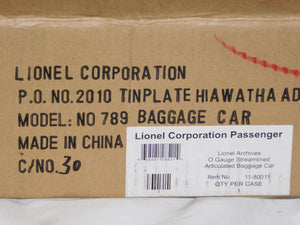 LIONEL CORPORATION
P.O. NO.2010 TINPLATE HIAWATHA AD
MODEL: NO 789 BAGGAGE CAR
MADE IN CHINA
C/NO. 30
Lionel Corporation Passenger
Lionel Archives
O Gauge Streamlined
Articulated Baggage Car
Item No. 11-80011
QTY PER CASE 1